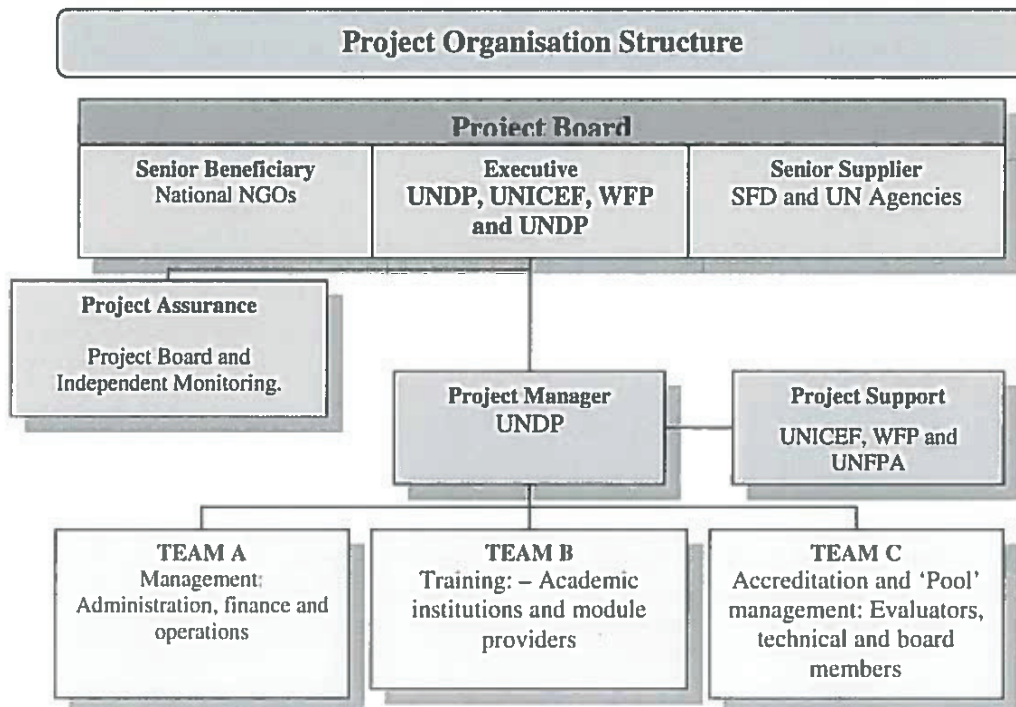 Project Organisation Structure
Project Board
Senior Beneficiary
National NGOs
Executive
UNDP, UNICEF, WFP
and UNDP
Senior Supplier
SFD and UN Agencies
Project Assurance
Project Board and
Independent Monitoring.
Project Manager
UNDP
Project Support
UNICEF, WFP and
UNFPA
TEAM A
Management:
Administration, finance and
operations
TEAM B
Training: – Academic
institutions and module
providers
TEAM C
Accreditation and ‘Pool’
management: Evaluators,
technical and board
members